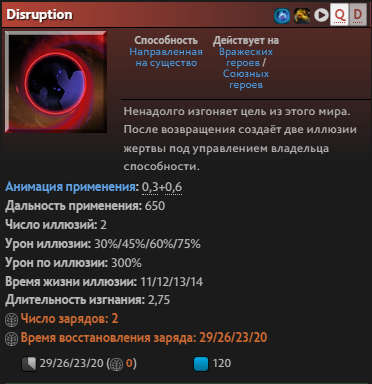 Disruption
Q D
Способность Действует на
Направленная Вражеских
на существо героев /
Союзных
героев
Ненадолго изгоняет цель из этого мира.
После возвращения создаёт две иллюзии
жертвы под управлением владельца
способности.
Анимация применения: 0,3+0,6
Дальность применения: 650
Число иллюзий: 2
Урон иллюзии: 30%/45%/60%/75%
Урон по иллюзии: 300%
Время жизни иллюзии: 11/12/13/14
Длительность изгнания: 2,75
Число зарядов: 2
Время восстановления заряда: 29/26/23/20
29/26/23/20 ( 0) 120